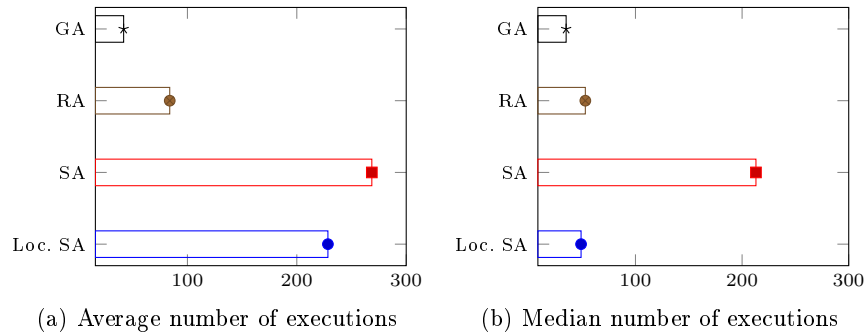 GA
RA
SA
Loc. SA
100 200 300
(a) Average number of executions
GA
RA
SA
Loc. SA
100 200 300
(b) Median number of executions